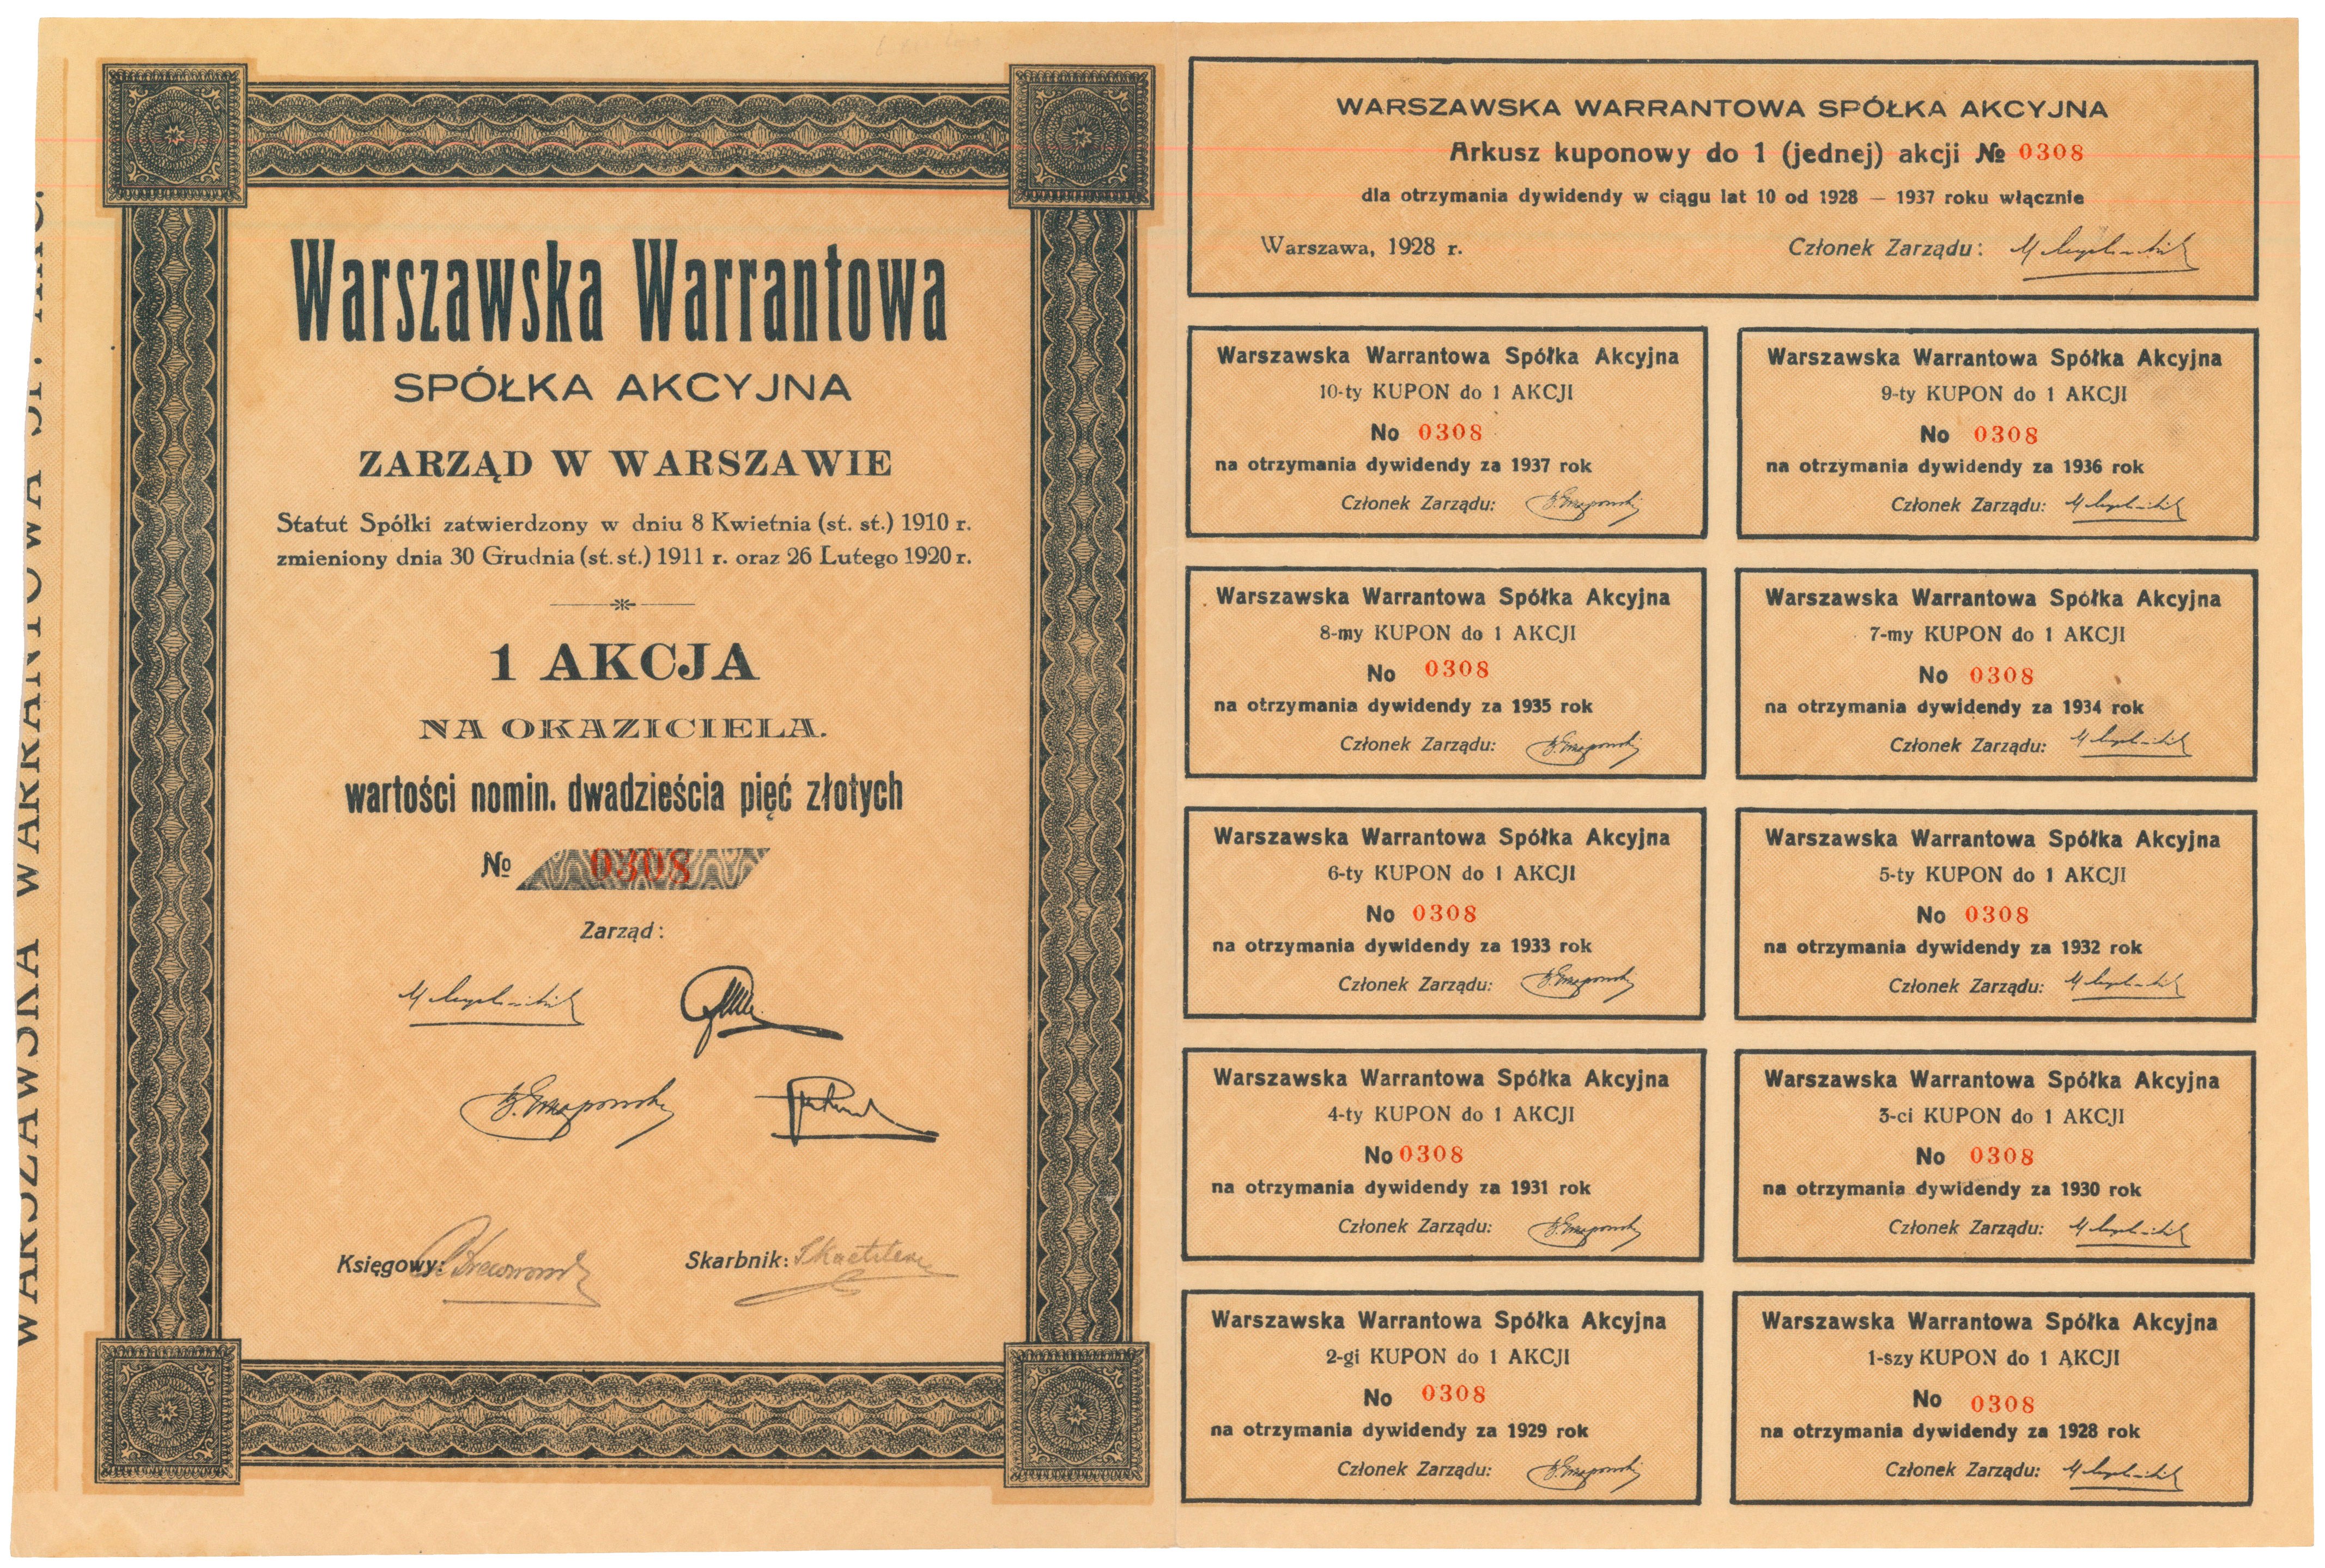 WARSZAWSKA WARRANTOWA SP. AKC.
Warszawska Warrantowa
SPÓŁKA AKCYJNA
ZARZĄD W WARSZAWIE
Statut Spółki zatwierdzony w dniu 8 Kwietnia (st. st.) 1910 r.
zmieniony dnia 30 Grudnia (st. st.) 1911 r. oraz 26 Lutego 1920 r.
1 AKCJA
NA OKAZICIELA.
wartości nomin. dwadzieścia pięć złotych
№ 0308
Zarząd:
Księgowy:
Skarbnik:
WARSZAWSKA WARRANTOWA SPÓŁKA AKCYJNA
Arkusz kuponowy do 1 (jednej) akcji № 0308
dla otrzymania dywidendy w ciągu lat 10 od 1928 — 1937 roku włącznie
Warszawa, 1928 r.
Członek Zarządu:
Warszawska Warrantowa Spółka Akcyjna
10-ty KUPON do 1 AKCJI
No 0308
na otrzymania dywidendy za 1937 rok
Członek Zarządu:
Warszawska Warrantowa Spółka Akcyjna
9-ty KUPON do 1 AKCJI
No 0308
na otrzymania dywidendy za 1936 rok
Członek Zarządu:
Warszawska Warrantowa Spółka Akcyjna
8-my KUPON do 1 AKCJI
No 0308
na otrzymania dywidendy za 1935 rok
Członek Zarządu:
Warszawska Warrantowa Spółka Akcyjna
7-my KUPON do 1 AKCJI
No 0308
na otrzymania dywidendy za 1934 rok
Członek Zarządu:
Warszawska Warrantowa Spółka Akcyjna
6-ty KUPON do 1 AKCJI
No 0308
na otrzymania dywidendy za 1933 rok
Członek Zarządu:
Warszawska Warrantowa Spółka Akcyjna
5-ty KUPON do 1 AKCJI
No 0308
na otrzymania dywidendy za 1932 rok
Członek Zarządu:
Warszawska Warrantowa Spółka Akcyjna
4-ty KUPON do 1 AKCJI
No 0308
na otrzymania dywidendy za 1931 rok
Członek Zarządu:
Warszawska Warrantowa Spółka Akcyjna
3-ci KUPON do 1 AKCJI
No 0308
na otrzymania dywidendy za 1930 rok
Członek Zarządu:
Warszawska Warrantowa Spółka Akcyjna
2-gi KUPON do 1 AKCJI
No 0308
na otrzymania dywidendy za 1929 rok
Członek Zarządu:
Warszawska Warrantowa Spółka Akcyjna
1-szy KUPON do 1 AKCJI
No 0308
na otrzymania dywidendy za 1928 rok
Członek Zarządu: